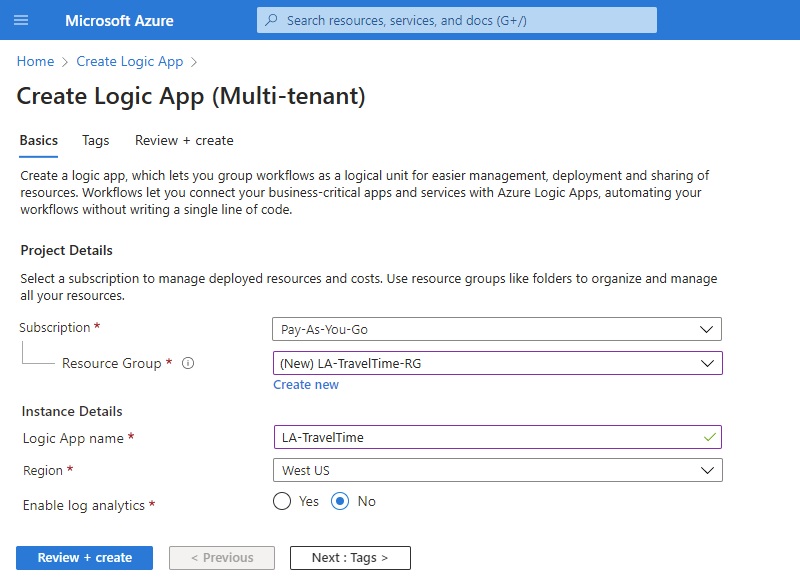 Microsoft Azure
Search resources, services, and docs (G+/)
Home > Create Logic App >
Create Logic App (Multi-tenant)
Basics Tags Review + create
Create a logic app, which lets you group workflows as a logical unit for easier management, deployment and sharing of
resources. Workflows let you connect your business-critical apps and services with Azure Logic Apps, automating your
workflows without writing a single line of code.
Project Details
Select a subscription to manage deployed resources and costs. Use resource groups like folders to organize and manage
all your resources.
Subscription * Pay-As-You-Go
Resource Group * (New) LA-TravelTime-RG
Create new
Instance Details
Logic App name * LA-TravelTime
Region * West US
Enable log analytics * Yes No
Review + create < Previous Next : Tags >